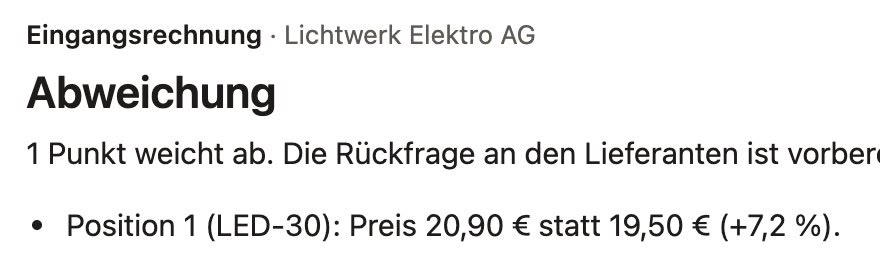 Eingangsrechnung · Lichtwerk Elektro AG
Abweichung
1 Punkt weicht ab. Die Rückfrage an den Lieferanten ist
• Position 1 (LED-30): Preis 20,90 € statt 19,50 € (+7,2 %).